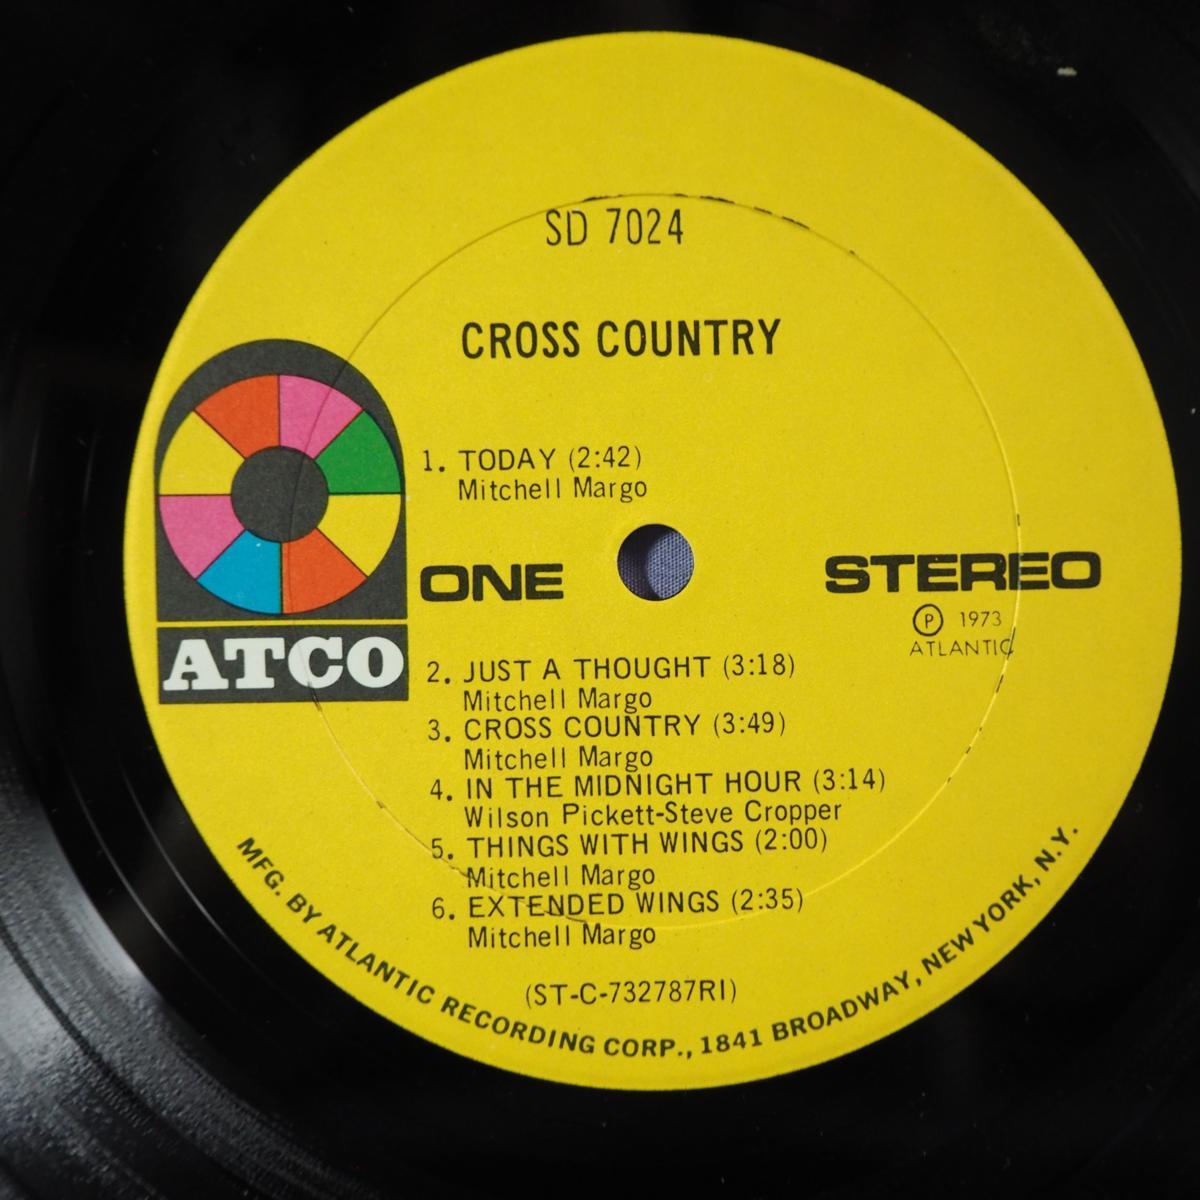 SD 7024
CROSS COUNTRY
1. TODAY (2:42)
Mitchell Margo
ONE
STEREO
Ⓟ 1973
ATLANTIC
ATCO
2. JUST A THOUGHT (3:18)
Mitchell Margo
3. CROSS COUNTRY (3:49)
Mitchell Margo
4. IN THE MIDNIGHT HOUR (3:14)
Wilson Pickett-Steve Cropper
5. THINGS WITH WINGS (2:00)
Mitchell Margo
6. EXTENDED WINGS (2:35)
Mitchell Margo
(ST-C-732787RI)
MFG. BY ATLANTIC RECORDING CORP., 1841 BROADWAY, NEW YORK, N.Y.